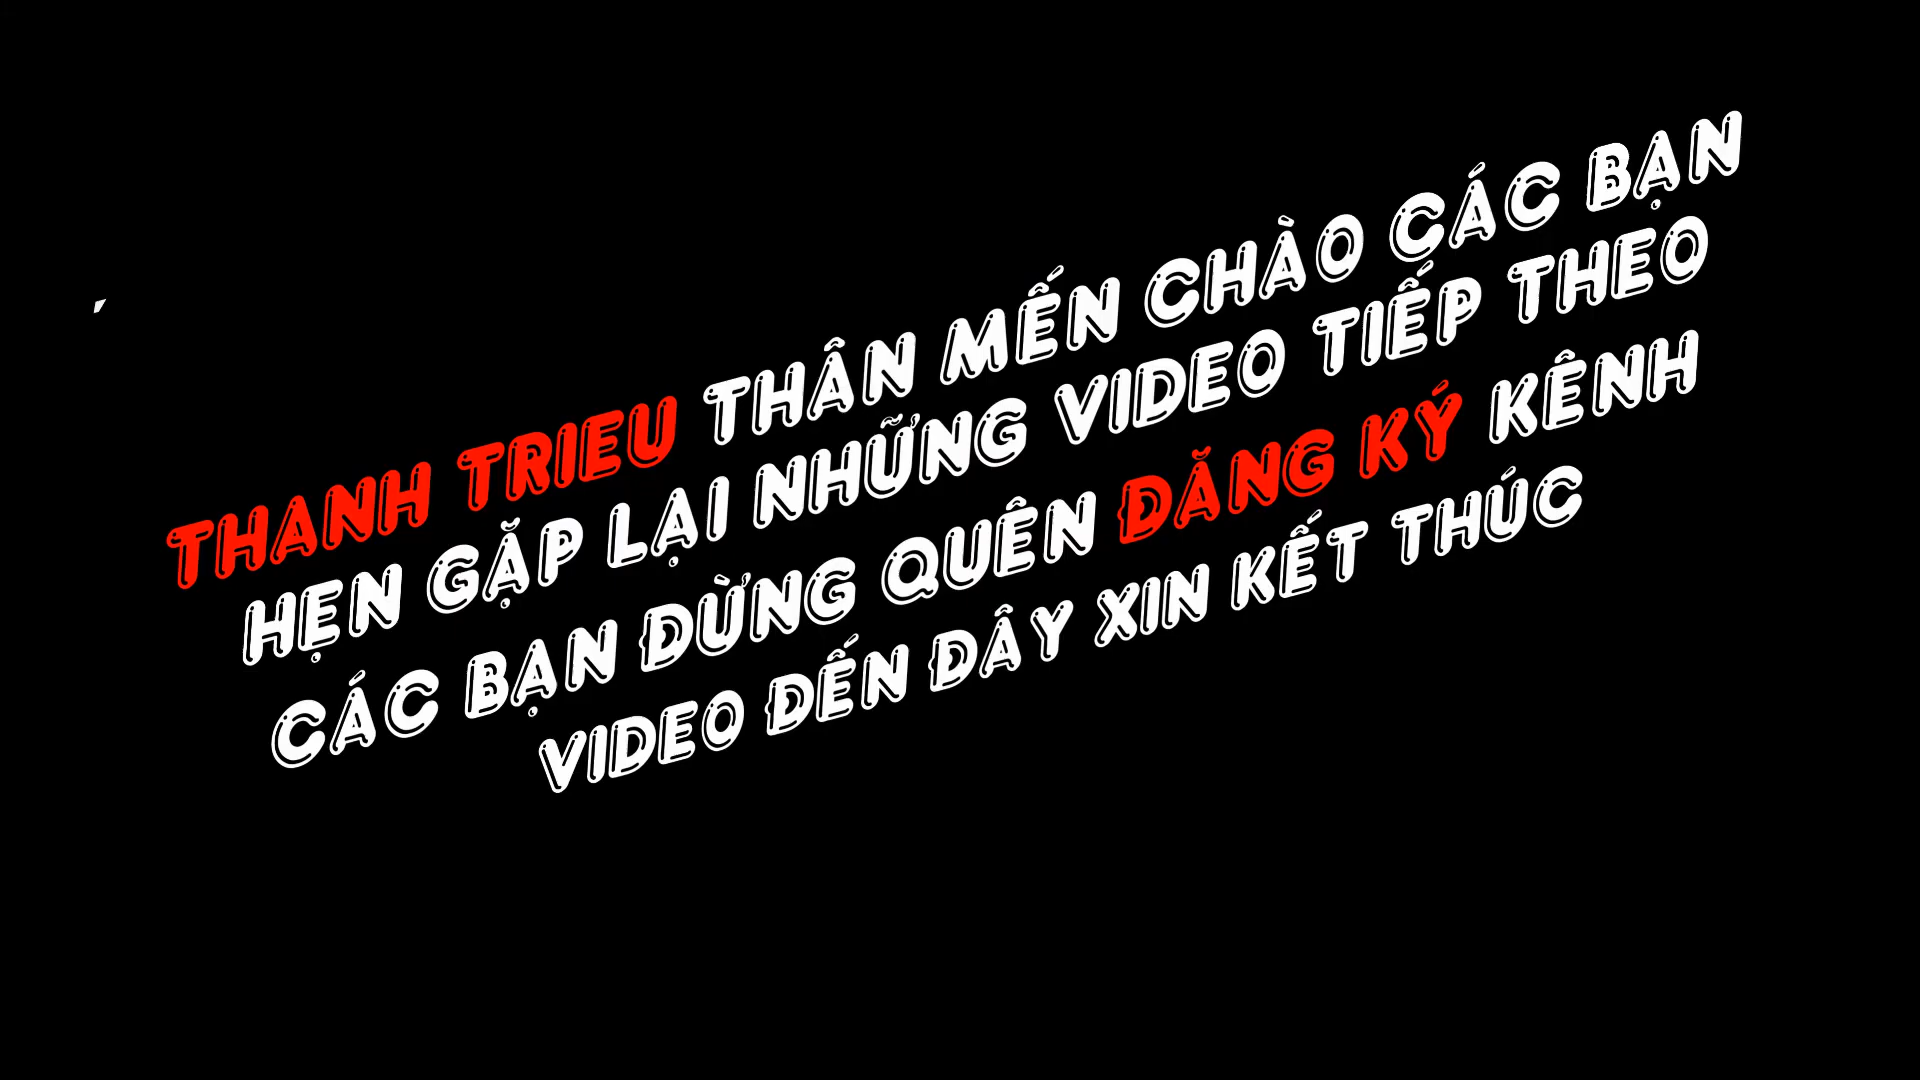 THANH TRIEU THÂN MẾN CHÀO CÁC BẠN
HẸN GẶP LẠI NHỮNG VIDEO TIẾP THEO
CÁC BẠN ĐỪNG QUÊN ĐĂNG KÝ KÊNH
VIDEO ĐẾN ĐÂY XIN KẾT THÚC